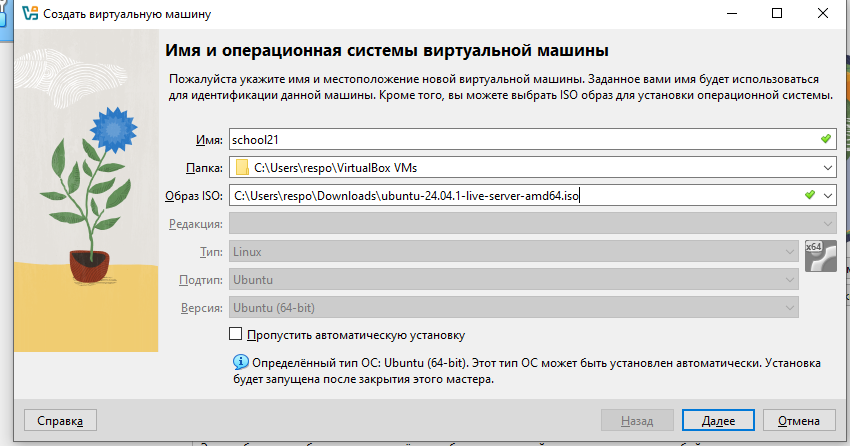 Создать виртуальную машину
Имя и операционная системы виртуальной машины
Пожалуйста укажите имя и местоположение новой виртуальной машины. Заданное вами имя будет использоваться
для идентификации данной машины. Кроме того, вы можете выбрать ISO образ для установки операционной системы.
Имя: school21
Папка: C:\Users\respo\VirtualBox VMs
Образ ISO: C:\Users\respo\Downloads\ubuntu-24.04.1-live-server-amd64.iso
Редакция:
Тип: Linux
x64
Подтип: Ubuntu
Версия: Ubuntu (64-bit)
Пропустить автоматическую установку
Определённый тип ОС: Ubuntu (64-bit). Этот тип ОС может быть установлен автоматически. Установка
будет запущена после закрытия этого мастера.
Справка Назад Далее Отмена